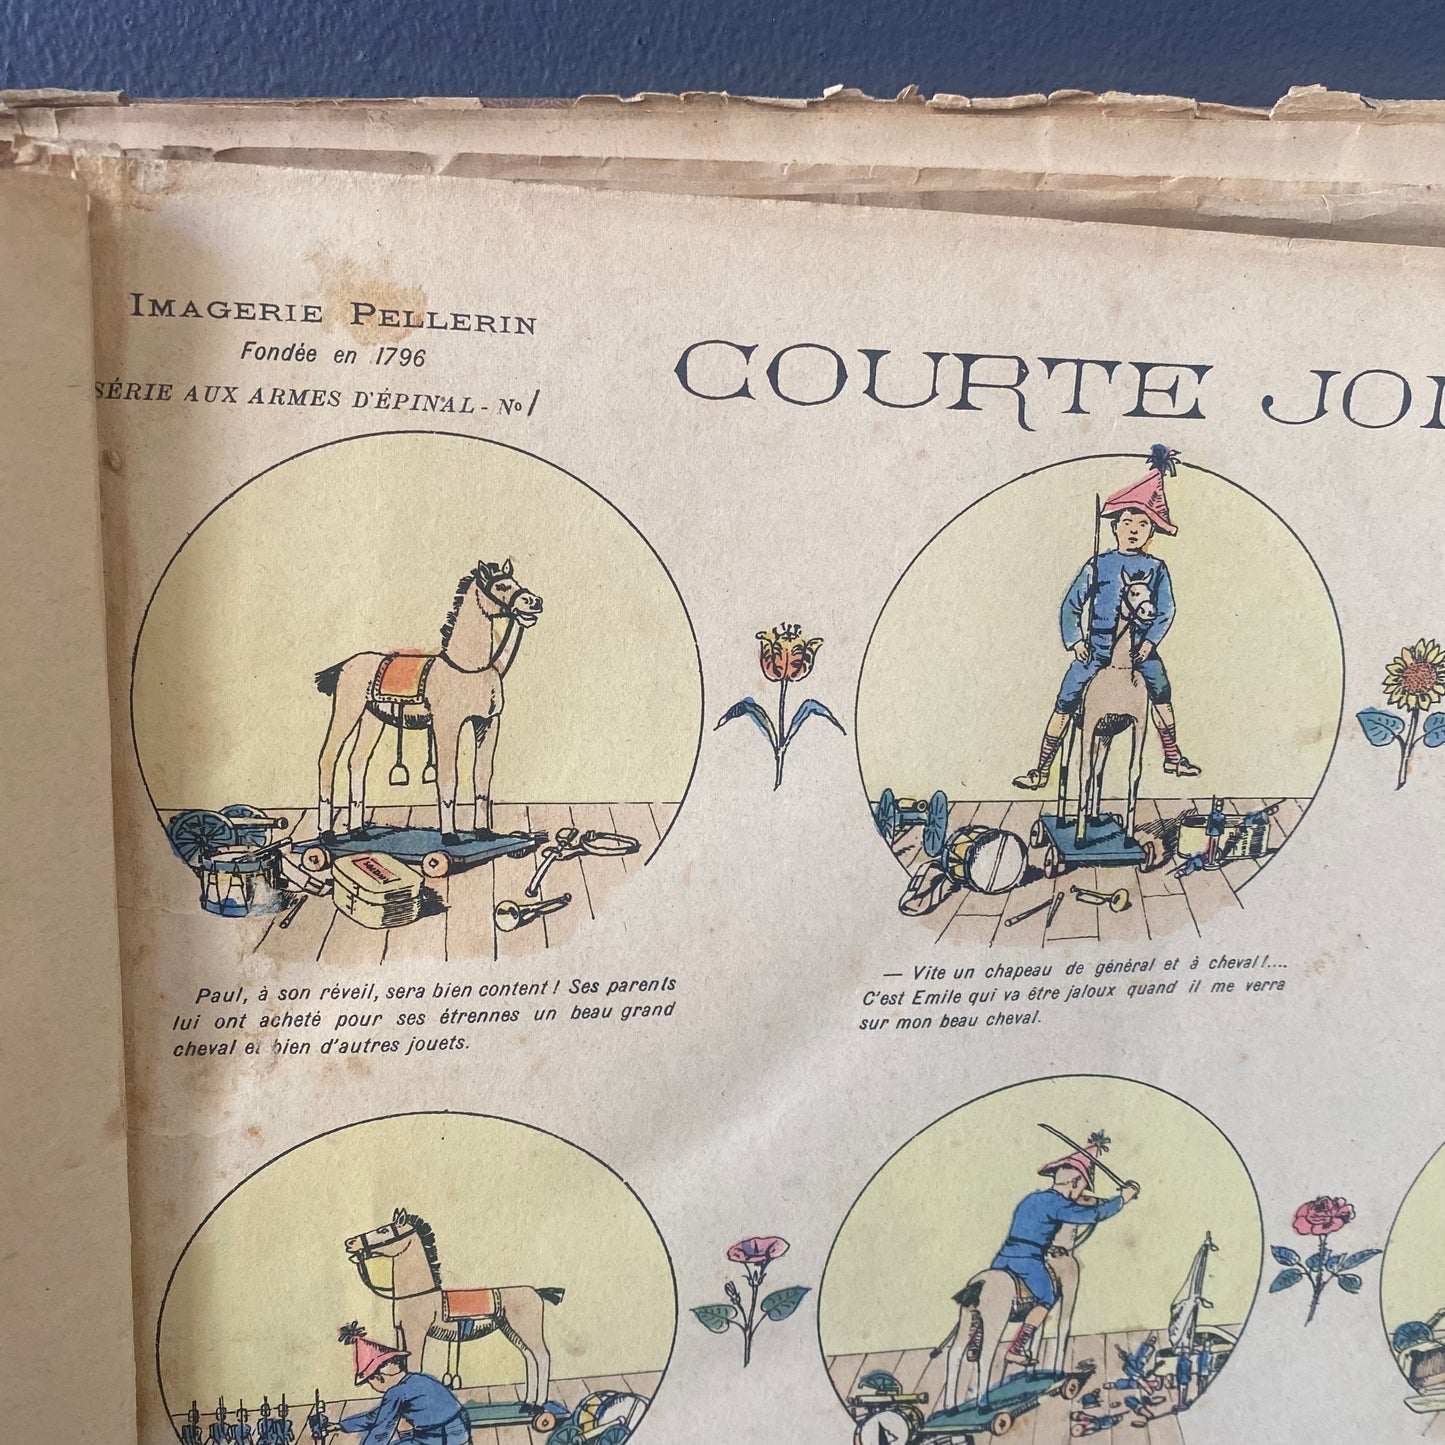 IMAGERIE PELLERIN
Fondée en 1796
SÉRIE AUX ARMES D'ÉPINAL - No 1
COURTE JOI
Paul, à son réveil, sera bien content ! Ses parents
lui ont acheté pour ses étrennes un beau grand
cheval et bien d'autres jouets.
— Vite un chapeau de général et à cheval !....
C'est Emile qui va être jaloux quand il me verra
sur mon beau cheval.